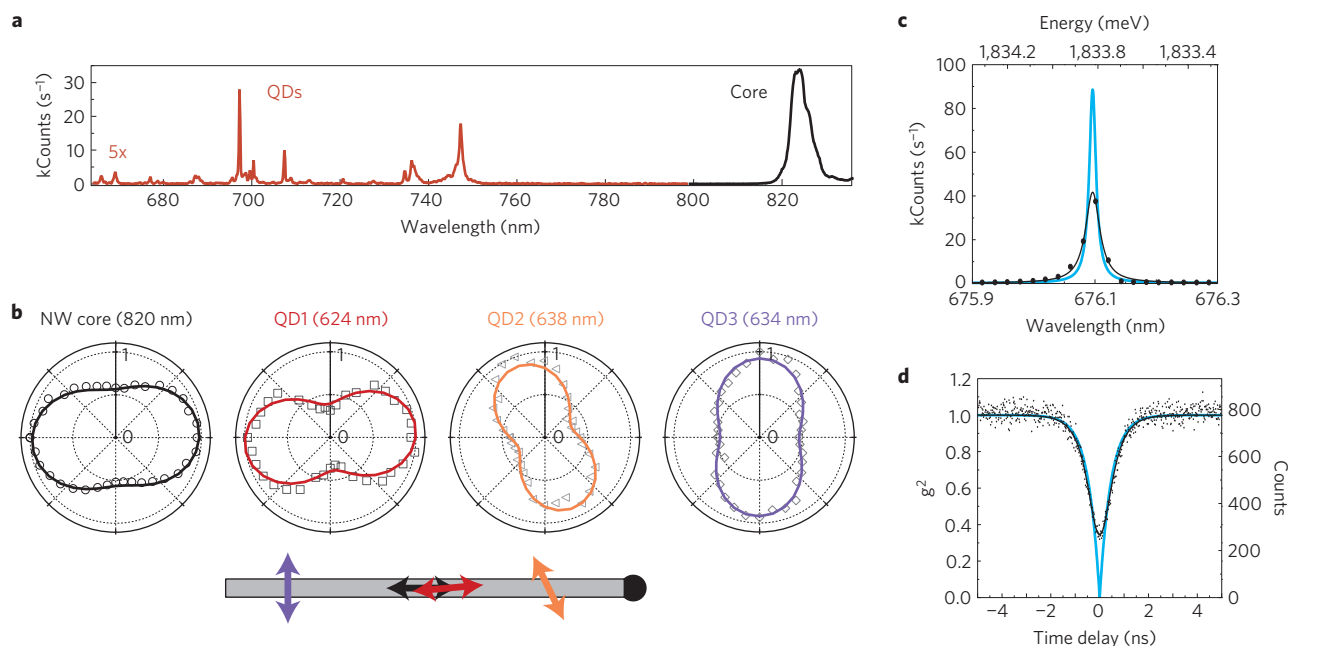 a
kCounts (s⁻¹)
30
20
10
0
5x
QDs
Core
680
700
720
740
760
780
800
820
Wavelength (nm)
b
NW core (820 nm)
QD1 (624 nm)
QD2 (638 nm)
QD3 (634 nm)
1
0
1
0
1
0
1
0
c
Energy (meV)
1,834.2
1,833.8
1,833.4
kCounts (s⁻¹)
100
80
60
40
20
0
675.9
676.1
676.3
Wavelength (nm)
d
g²
1.2
1.0
0.8
0.6
0.4
0.2
0.0
800
600
400
200
0
Counts
−4
−2
0
2
4
Time delay (ns)